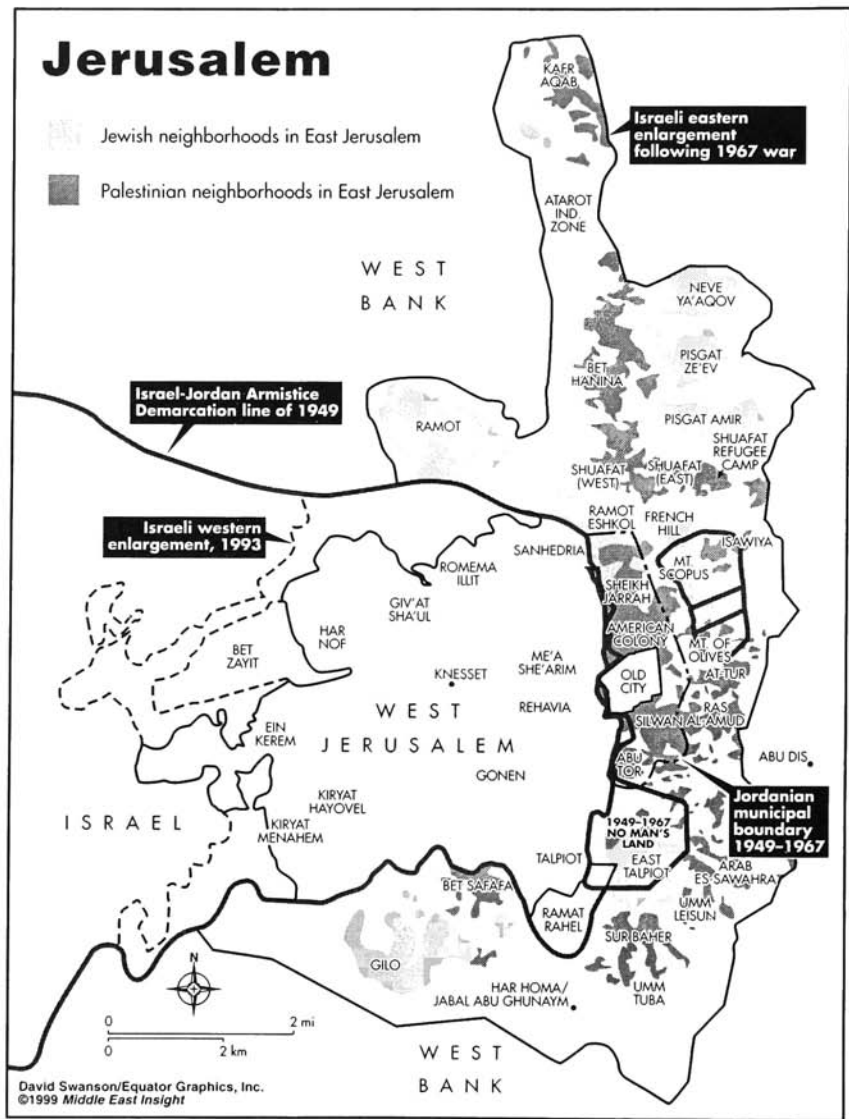 Jerusalem
Jewish neighborhoods in East Jerusalem
Palestinian neighborhoods in East Jerusalem
KAFR
AQAB
Israeli eastern
enlargement
following 1967 war
ATAROT
IND.
ZONE
WEST
BANK
NEVE
YA'AQOV
BET
HANINA
PISGAT
ZE'EV
Israel-Jordan Armistice
Demarcation line of 1949
RAMOT
PISGAT AMIR
SHUAFAT
REFUGEE
CAMP
SHUAFAT
(WEST)
SHUAFAT
(EAST)
Israeli western
enlargement, 1993
RAMOT
ESHKOL
FRENCH
HILL
ISAWIYA
SANHEDRIA
ROMEMA
ILLIT
MT.
SCOPUS
SHEIKH
JARRAH
GIV'AT
SHA'UL
HAR
NOF
AMERICAN
COLONY
BET
ZAYIT
MT. OF
OLIVES
ME'A
SHE'ARIM
KNESSET
OLD
CITY
AT-TUR
REHAVIA
RAS
AL-AMUD
SILWAN
WEST
JERUSALEM
EIN
KEREM
ABU
TOR
ABU DIS
GONEN
KIRYAT
HAYOVEL
ISRAEL
KIRYAT
MENAHEM
Jordanian
municipal
boundary
1949–1967
1949–1967
NO MAN'S
LAND
TALPIOT
EAST
TALPIOT
ARAB
ES-SAWAHRA
BET SAFAFA
UMM
LEISUN
RAMAT
RAHEL
SUR BAHER
GILO
HAR HOMA/
JABAL ABU GHUNAYM
UMM
TUBA
N
0 2 mi
0 2 km
WEST
BANK
David Swanson/Equator Graphics, Inc.
©1999 Middle East Insight